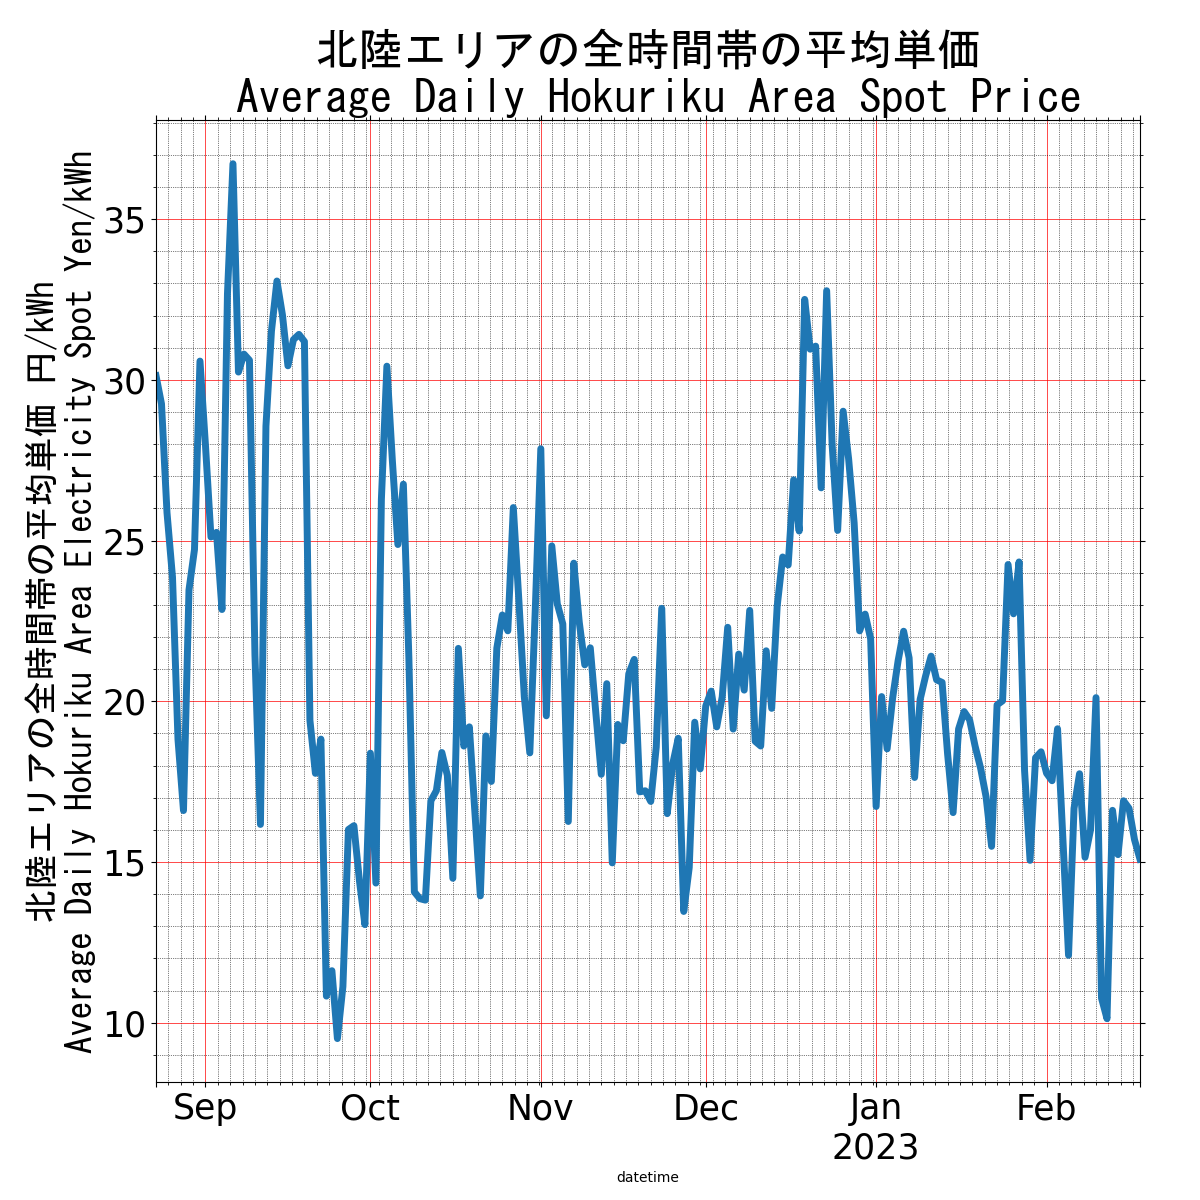 北陸エリアの全時間帯の平均単価
Average Daily Hokuriku Area Spot Price
北陸エリアの全時間帯の平均単価 円/kWh
Average Daily Hokuriku Area Electricity Spot Yen/kWh
35
30
25
20
15
10
Sep Oct Nov Dec Jan Feb
2023
datetime